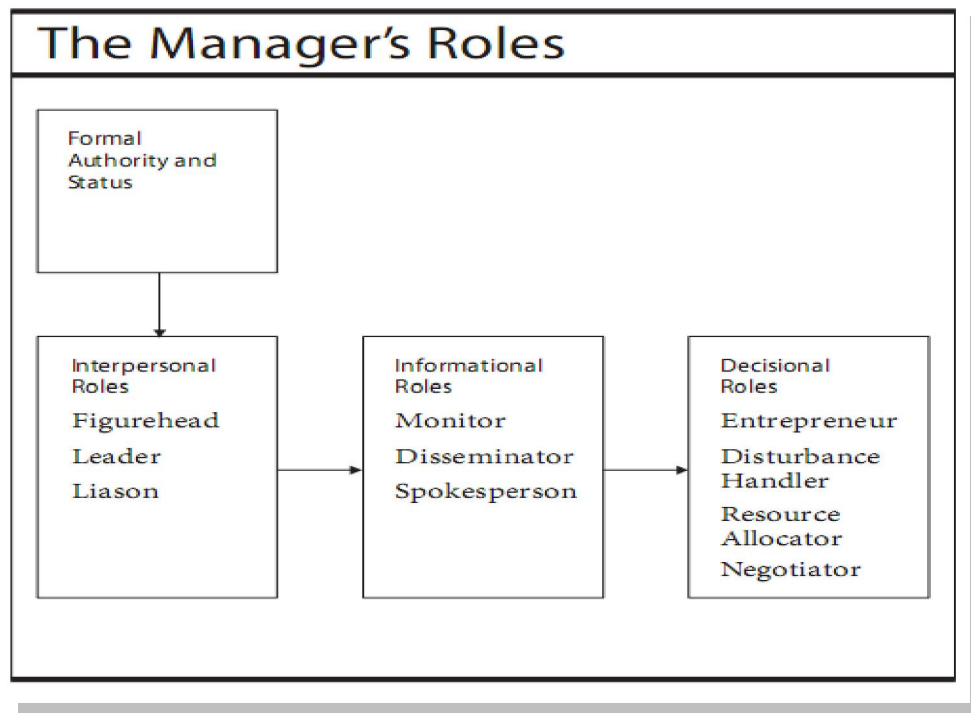 The Manager's Roles
Formal
Authority and
Status
Interpersonal
Roles
Figurehead
Leader
Liason
Informational
Roles
Monitor
Disseminator
Spokesperson
Decisional
Roles
Entrepreneur
Disturbance
Handler
Resource
Allocator
Negotiator